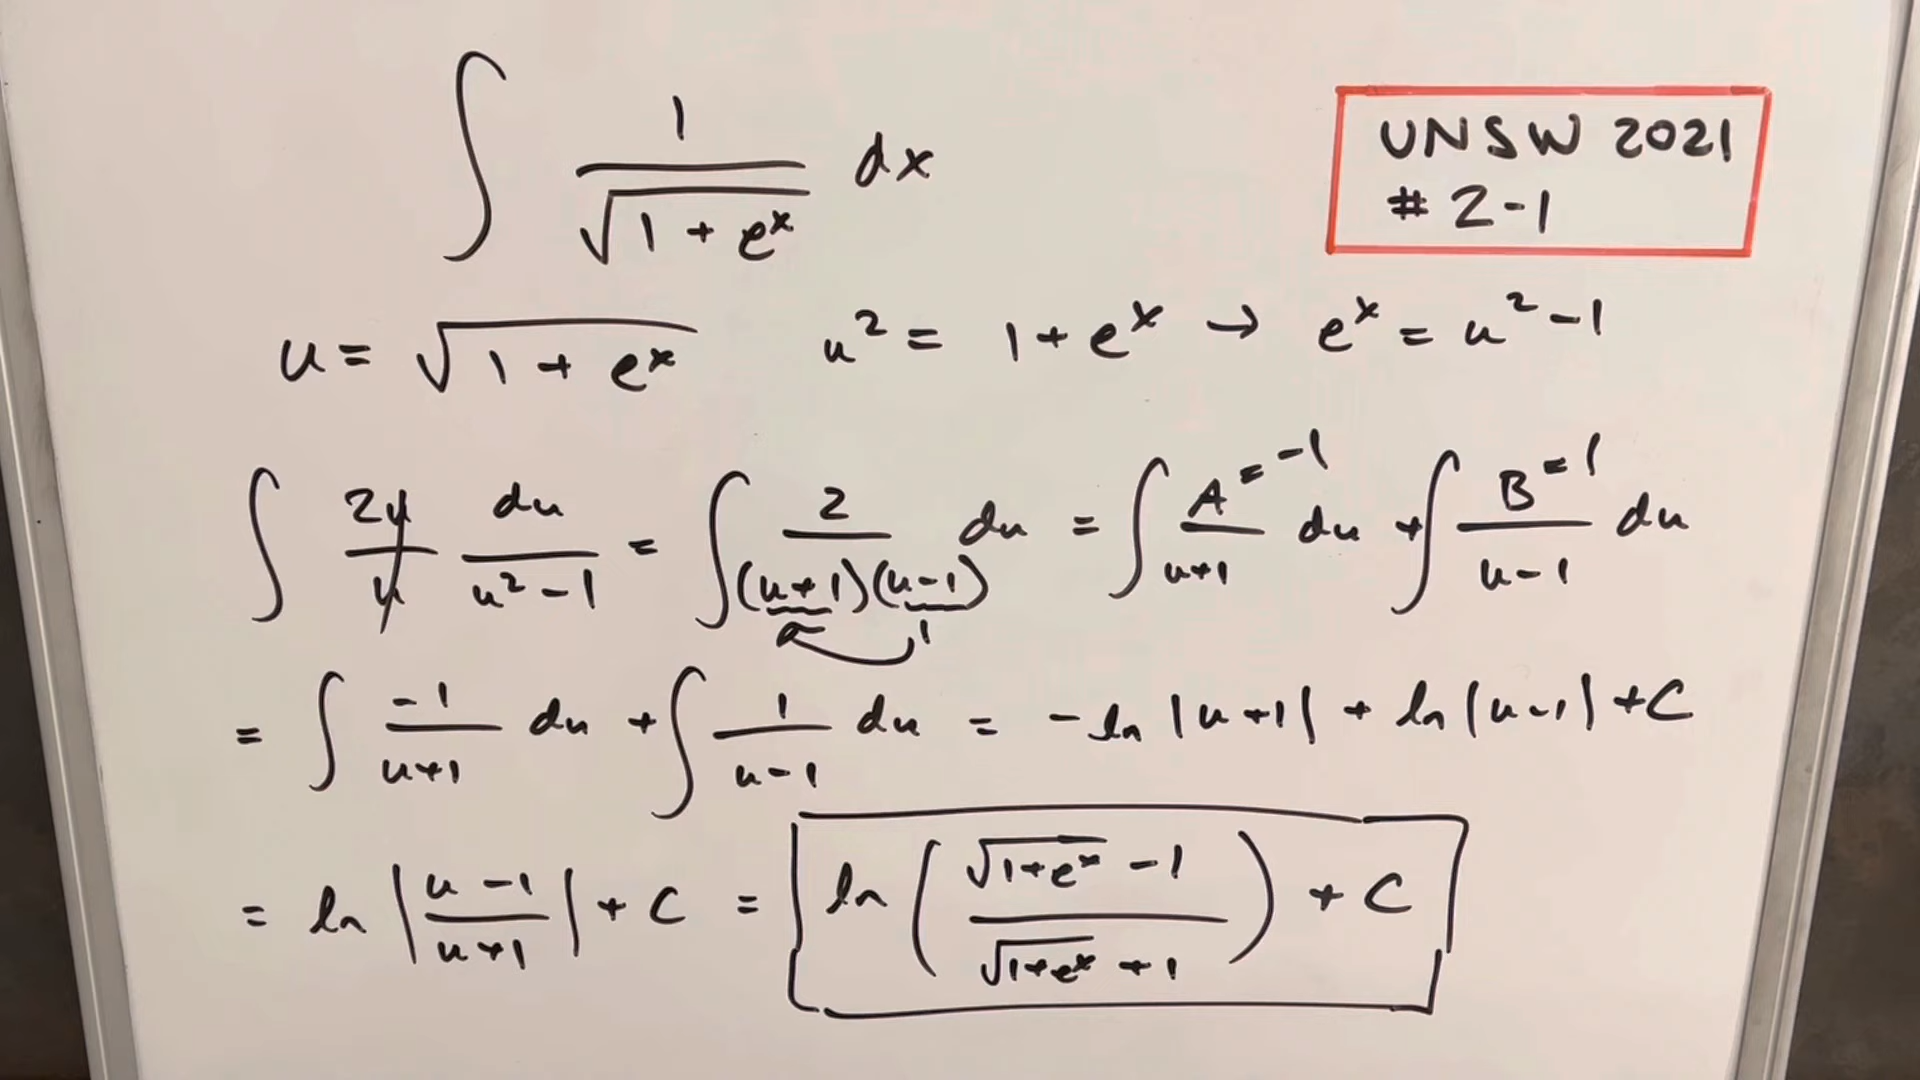 ∫ 1/√(1 + e^x) dx
UNSW 2021
# 2-1
u = √(1 + e^x)   u² = 1 + e^x → e^x = u² - 1
∫ 2u/u du/(u² - 1) = ∫ 2/((u+1)(u-1)) du = ∫ A/(u+1) du + ∫ B/(u-1) du
A = -1   B = 1
1
= ∫ -1/(u+1) du + ∫ 1/(u-1) du = -ln|u+1| + ln|u-1| + C
= ln|(u-1)/(u+1)| + C = ln((√(1+e^x) - 1)/(√(1+e^x) + 1)) + C